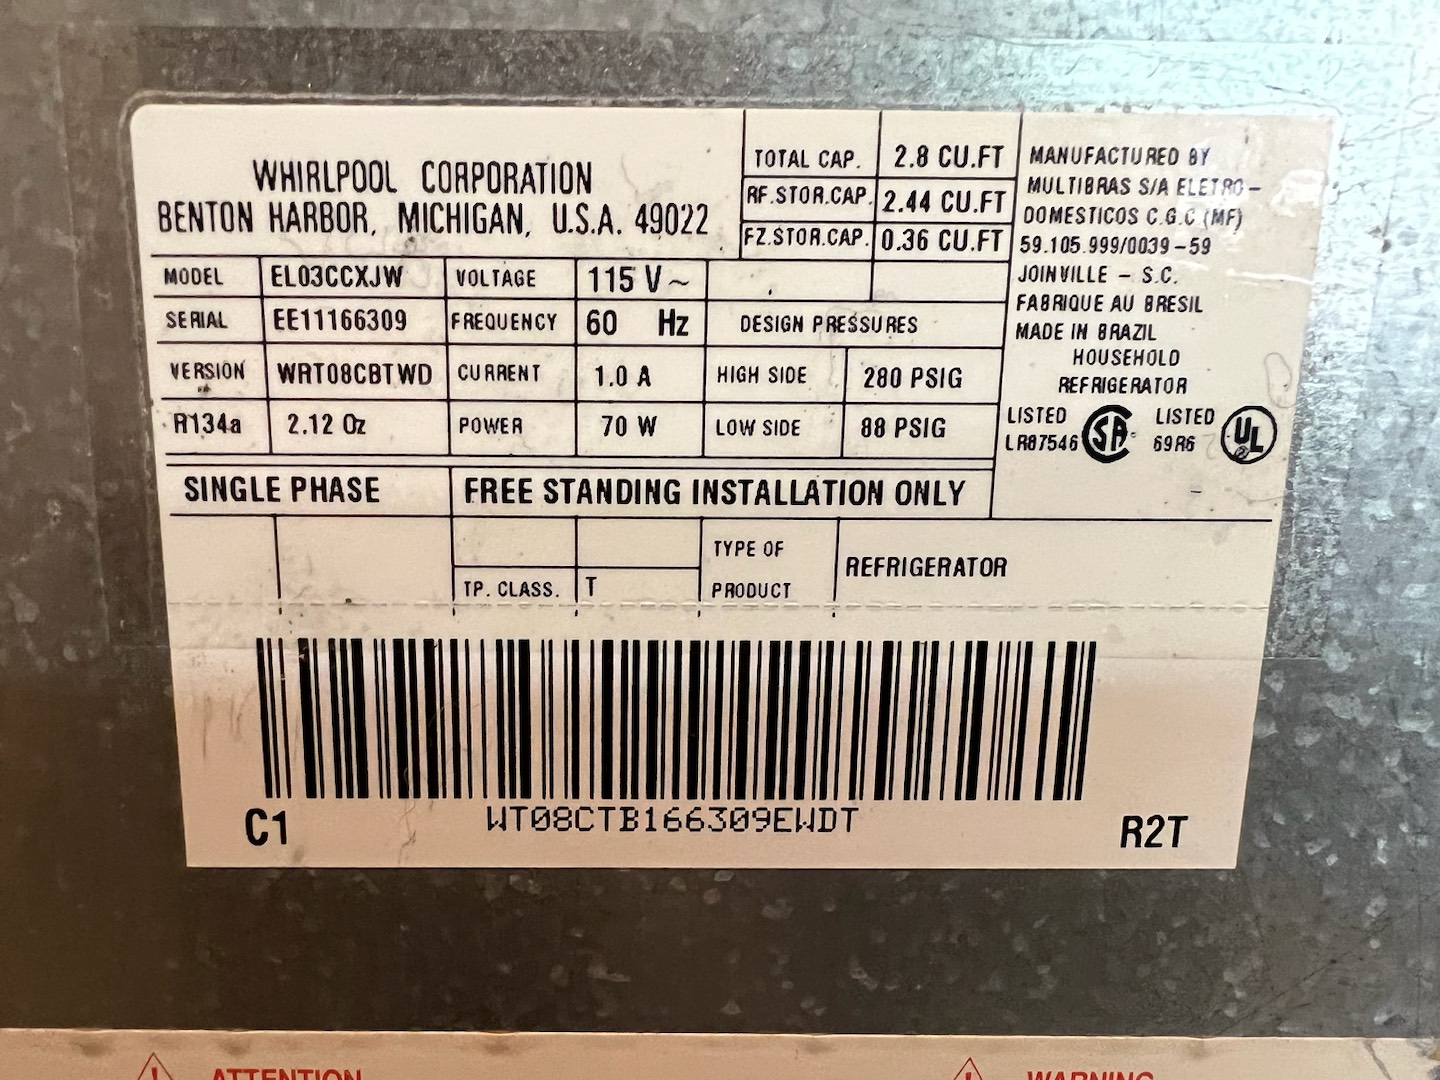 WHIRLPOOL CORPORATION
BENTON HARBOR, MICHIGAN, U.S.A. 49022
TOTAL CAP. 2.8 CU.FT
RF.STOR.CAP. 2.44 CU.FT
FZ.STOR.CAP. 0.36 CU.FT
MANUFACTURED BY
MULTIBRAS S/A ELETRO-
DOMESTICOS C.G.C (MF)
59.105.999/0039-59
JOINVILLE - S.C.
FABRIQUE AU BRESIL
MADE IN BRAZIL
HOUSEHOLD
REFRIGERATOR
LISTED
LR87546
SA
LISTED
69R6
UL
MODEL EL03CCXJW VOLTAGE 115 V~
SERIAL EE11166309 FREQUENCY 60 Hz DESIGN PRESSURES
VERSION WRT08CBTWD CURRENT 1.0 A HIGH SIDE 280 PSIG
R134a 2.12 Oz POWER 70 W LOW SIDE 88 PSIG
SINGLE PHASE FREE STANDING INSTALLATION ONLY
TP. CLASS. T
TYPE OF
PRODUCT
REFRIGERATOR
C1 WT08CTB166309EWDT R2T
ATTENTION WARNING